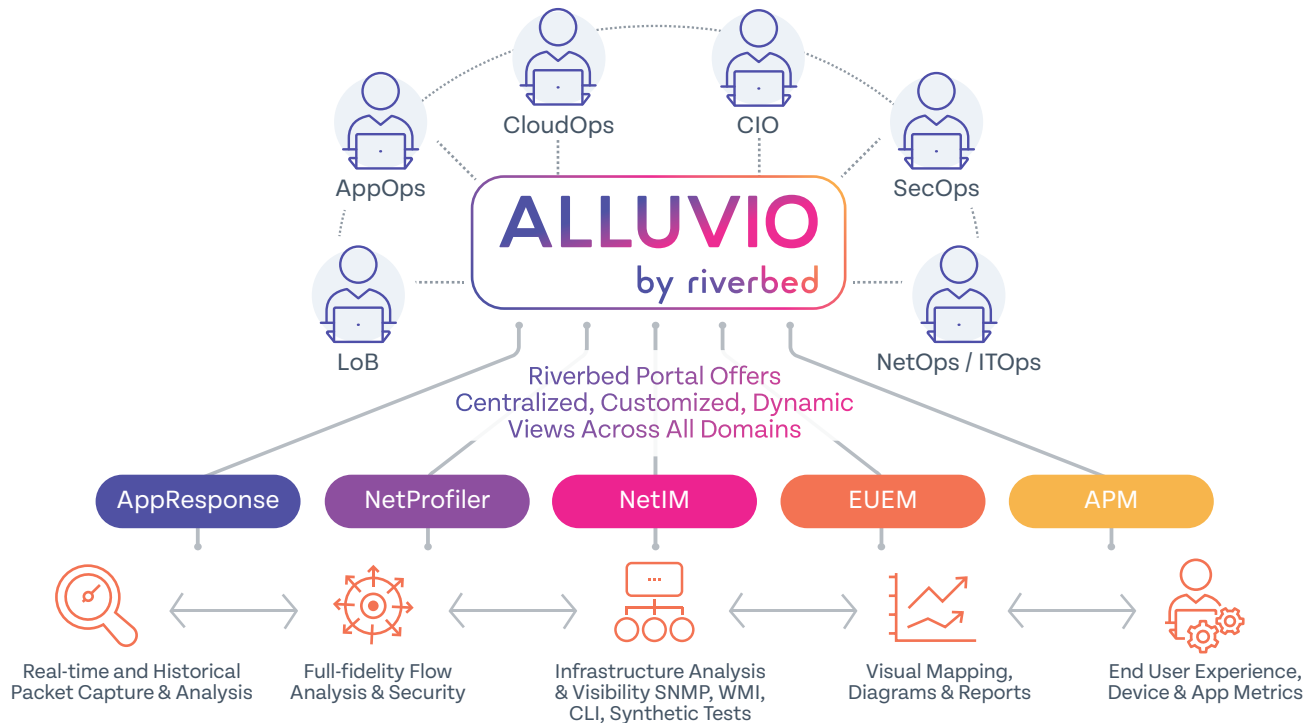 CloudOps
CIO
AppOps
SecOps
ALLUVIO
by riverbed
LoB
NetOps / ITOps
Riverbed Portal Offers
Centralized, Customized, Dynamic
Views Across All Domains
AppResponse
NetProfiler
NetIM
EUEM
APM
Real-time and Historical
Packet Capture & Analysis
Full-fidelity Flow
Analysis & Security
Infrastructure Analysis
& Visibility SNMP, WMI,
CLI, Synthetic Tests
Visual Mapping,
Diagrams & Reports
End User Experience,
Device & App Metrics